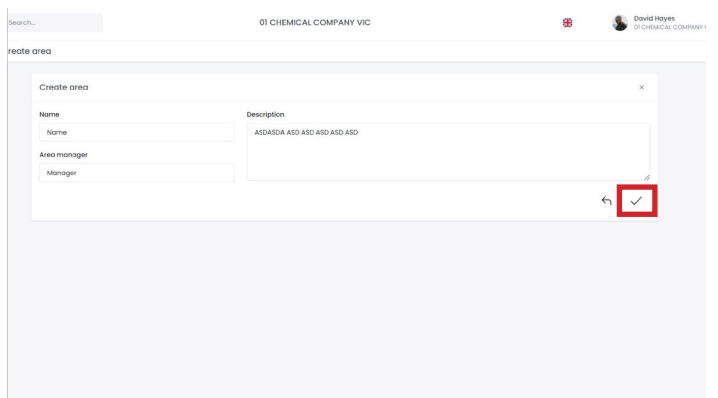 Search...
01 CHEMICAL COMPANY VIC
David Hayes
01 CHEMICAL COMPANY V
reate area
Create area
Name
Description
Name
ASDASDA ASD ASD ASD ASD ASD
Area manager
Manager